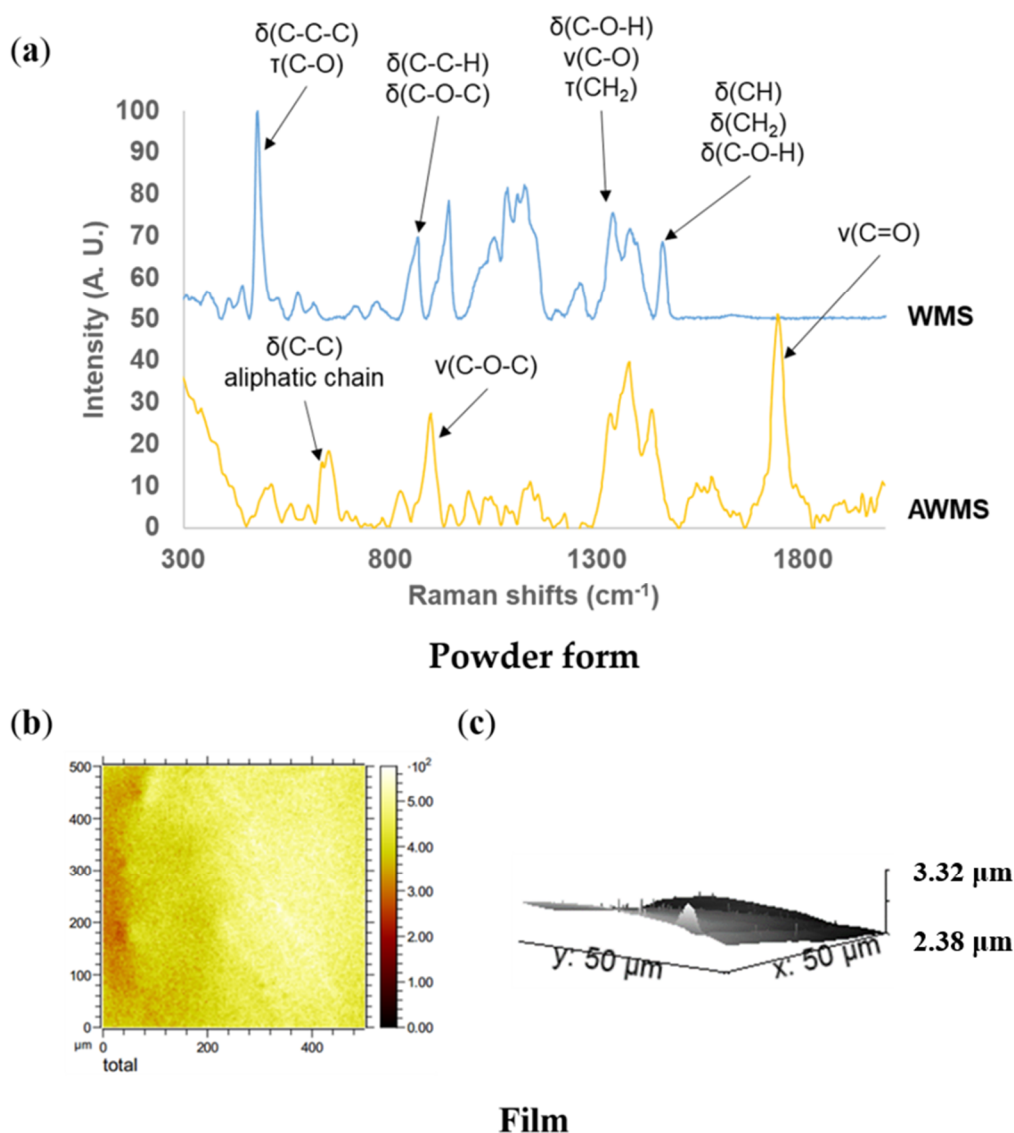 (a)
δ(C-C-C)
τ(C-O)
δ(C-C-H)
δ(C-O-C)
δ(C-O-H)
ν(C-O)
τ(CH₂)
δ(CH)
δ(CH₂)
δ(C-O-H)
ν(C=O)
100
90
80
70
60
50
40
30
20
10
0
Intensity (A. U.)
WMS
δ(C-C)
aliphatic chain
ν(C-O-C)
AWMS
300
800
1300
1800
Raman shifts (cm⁻¹)
Powder form
(b)
500
400
300
200
100
0
μm 0
200
400
total
·10²
5.00
4.00
3.00
2.00
1.00
0.00
(c)
3.32 μm
2.38 μm
y: 50 μm
x: 50 μm
Film